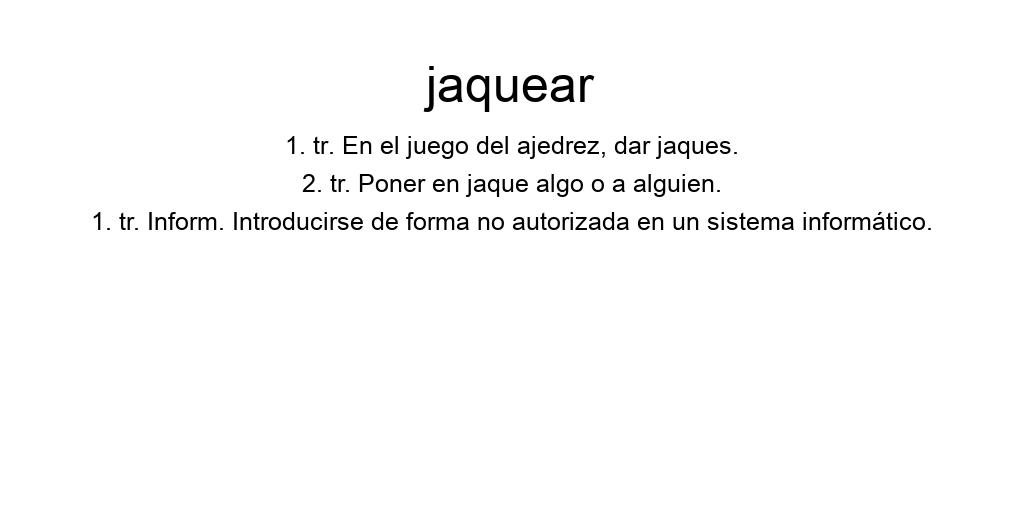 jaquear
1. tr. En el juego del ajedrez, dar jaques.
2. tr. Poner en jaque algo o a alguien.
1. tr. Inform. Introducirse de forma no autorizada en un sistema informático.